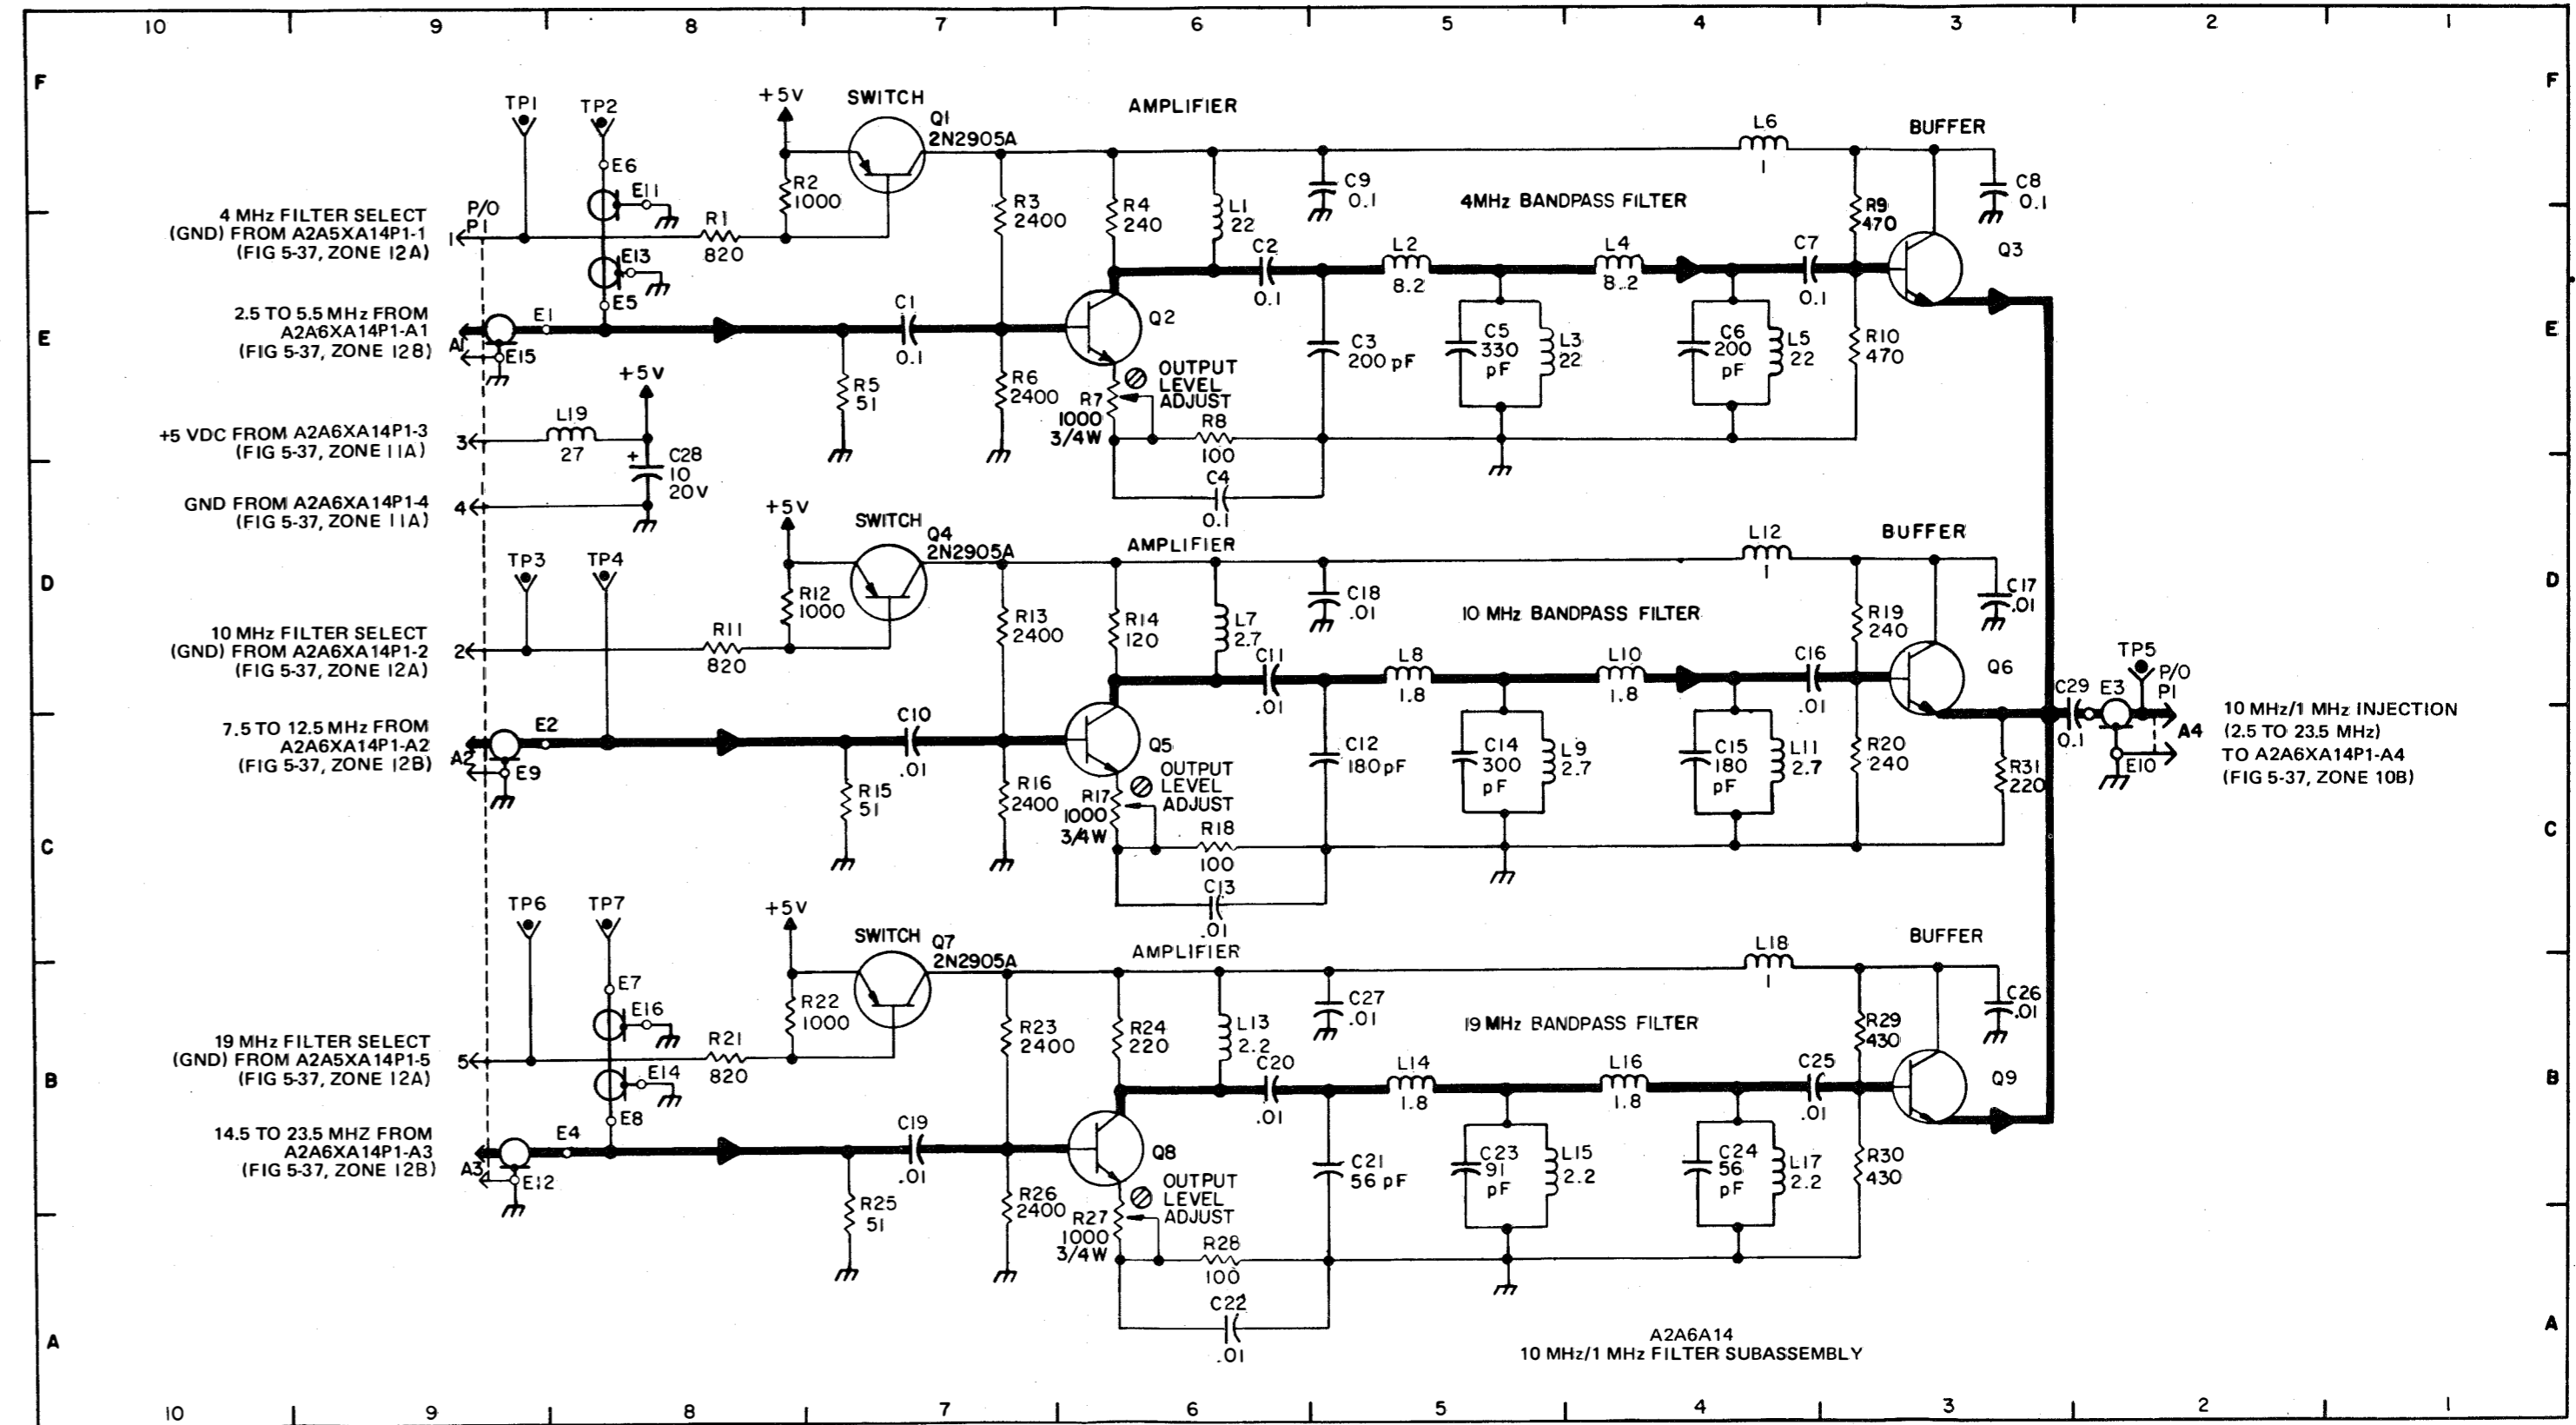 10 9 8 7 6 5 4 3 2 1
F F
TP1 TP2
+5V
SWITCH
Q1
2N2905A
AMPLIFIER
L6
1
BUFFER
E6
E11
R2
1000
R3
2400
R4
240
L1
22
C9
0.1
4MHz BANDPASS FILTER
R9
470
C8
0.1
4 MHz FILTER SELECT
(GND) FROM A2A5XA14P1-1
(FIG 5-37, ZONE 12A)
P/O
P1
1
R1
820
E13
E5
C2
0.1
L2
8.2
L4
8.2
C7
0.1
Q3
E E
2.5 TO 5.5 MHz FROM
A2A6XA14P1-A1
(FIG 5-37, ZONE 12B)
A1
E1
E15
C1
0.1
Q2
C3
200 pF
C5
330
pF
L3
22
C6
200
pF
L5
22
R10
470
R5
51
R6
2400
OUTPUT
LEVEL
ADJUST
R7
1000
3/4W
R8
100
C4
0.1
+5V
+5 VDC FROM A2A6XA14P1-3
(FIG 5-37, ZONE 11A)
3
L19
27
+
C28
10
20V
GND FROM A2A6XA14P1-4
(FIG 5-37, ZONE 11A)
4
D D
TP3 TP4
+5V
SWITCH
Q4
2N2905A
AMPLIFIER
L12
1
BUFFER
R12
1000
R13
2400
R14
120
L7
2.7
C18
.01
10 MHz BANDPASS FILTER
R19
240
C17
.01
10 MHz FILTER SELECT
(GND) FROM A2A6XA14P1-2
(FIG 5-37, ZONE 12A)
2
R11
820
C11
.01
L8
1.8
L10
1.8
C16
.01
Q6
C29
0.1
E3
TP5
P/O
P1
A4
E10
10 MHz/1 MHz INJECTION
(2.5 TO 23.5 MHz)
TO A2A6XA14P1-A4
(FIG 5-37, ZONE 10B)
7.5 TO 12.5 MHz FROM
A2A6XA14P1-A2
(FIG 5-37, ZONE 12B)
A2
E2
E9
C10
.01
Q5
C12
180pF
C14
300
pF
L9
2.7
C15
180
pF
L11
2.7
R20
240
R31
220
R15
51
R16
2400
OUTPUT
LEVEL
ADJUST
R17
1000
3/4W
R18
100
C13
.01
C C
TP6 TP7
+5V
SWITCH
Q7
2N2905A
AMPLIFIER
L18
1
BUFFER
E7
E16
R22
1000
R23
2400
R24
220
L13
2.2
C27
.01
19 MHz BANDPASS FILTER
R29
430
C26
.01
19 MHz FILTER SELECT
(GND) FROM A2A5XA14P1-5
(FIG 5-37, ZONE 12A)
5
R21
820
E14
E8
C20
.01
L14
1.8
L16
1.8
C25
.01
Q9
B B
14.5 TO 23.5 MHZ FROM
A2A6XA14P1-A3
(FIG 5-37, ZONE 12B)
A3
E4
E12
C19
.01
Q8
C21
56 pF
C23
91
pF
L15
2.2
C24
56
pF
L17
2.2
R30
430
R25
51
R26
2400
OUTPUT
LEVEL
ADJUST
R27
1000
3/4W
R28
100
C22
.01
A A
A2A6A14
10 MHz/1 MHz FILTER SUBASSEMBLY
10 9 8 7 6 5 4 3 2 1